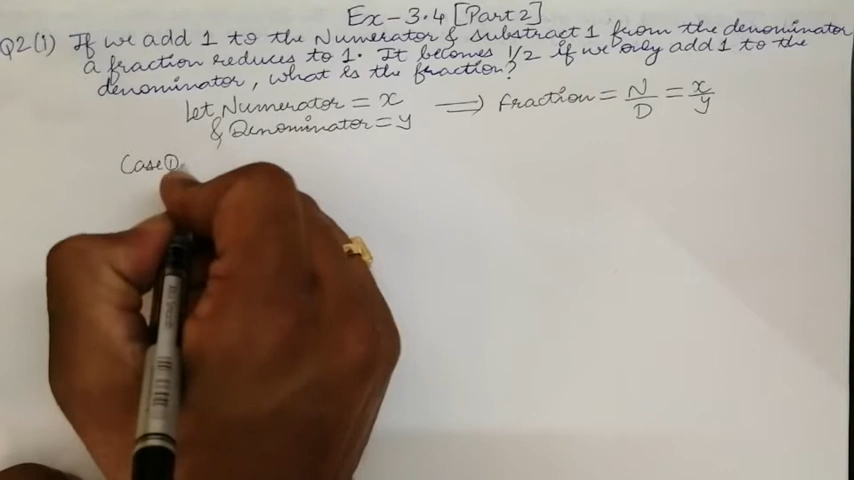 Ex-3.4 [Part 2]
Q2(i) If we add 1 to the Numerator & substract 1 from the denominator
a fraction reduces to 1. It becomes 1/2 if we only add 1 to the
denominator, what is the fraction?
Let Numerator = x ⟹ Fraction = N/D = x/y
& Denominator = y
Case ①